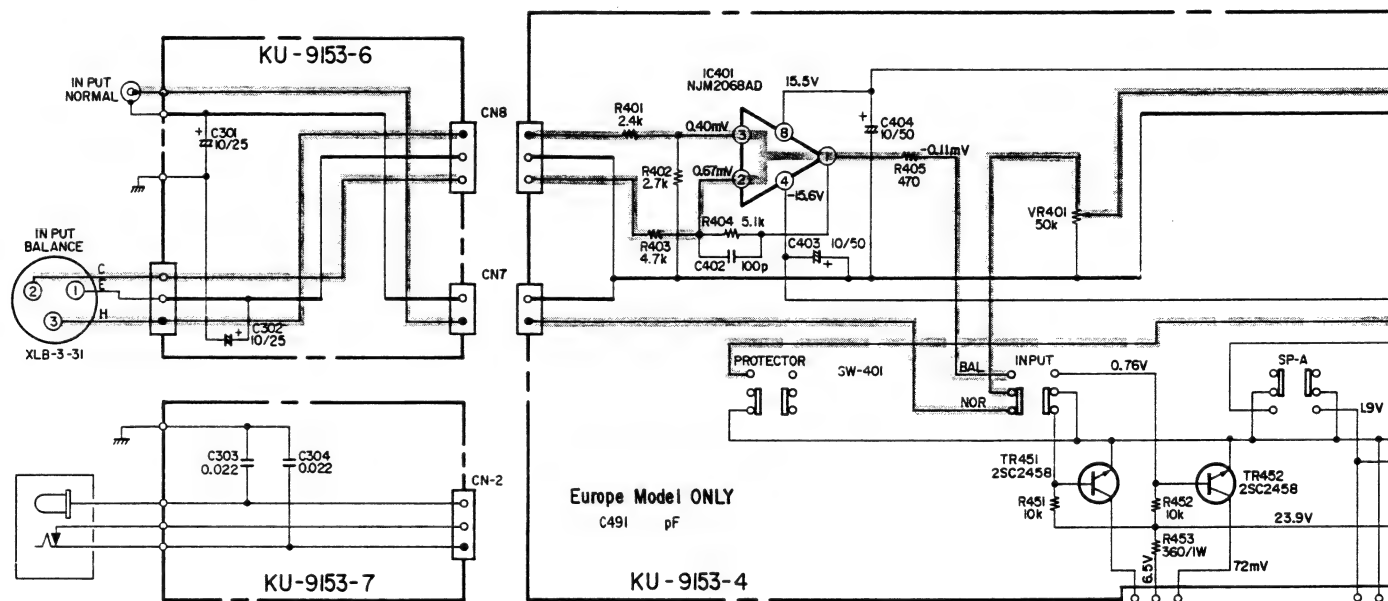 KU-9153-6
IN PUT
NORMAL
C301
10/25
+
CN8
IN PUT
BALANCE
C
E
H
2
1
3
XLB-3-31
C302
10/25
+
CN7
C303
0.022
C304
0.022
CN-2
KU-9153-7
IC401
NJM2068AD
15.5V
R401
2.4k
0.40mV
3
8
C404
10/50
+
-0.11mV
R402
2.7k
0.67mV
2
4
1
-15.6V
R405
470
VR401
50k
R404 5.1k
R403
4.7k
C402
100p
C403 10/50
+
PROTECTOR
SW-401
BAL
INPUT
0.76V
SP-A
NOR
1.9V
TR451
2SC2458
TR452
2SC2458
R451
10k
R452
10k
23.9V
R453
360/1W
6.5V
72mV
Europe Model ONLY
C491 pF
KU-9153-4